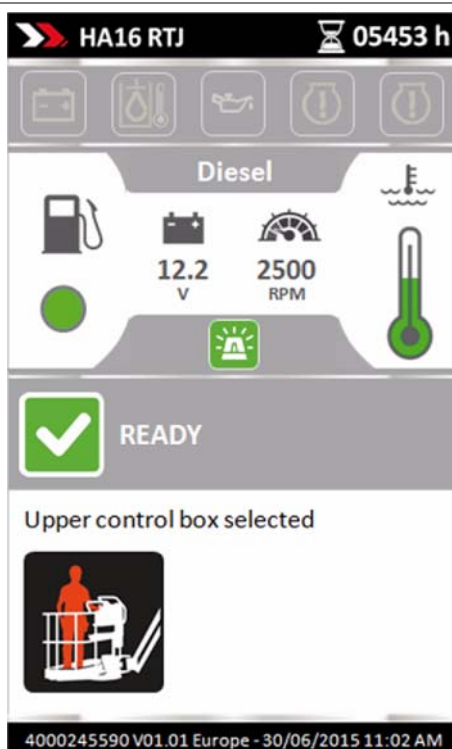 HA16 RTJ 05453 h
Diesel
12.2 2500
V RPM
READY
Upper control box selected
4000245590 V01.01 Europe - 30/06/2015 11:02 AM